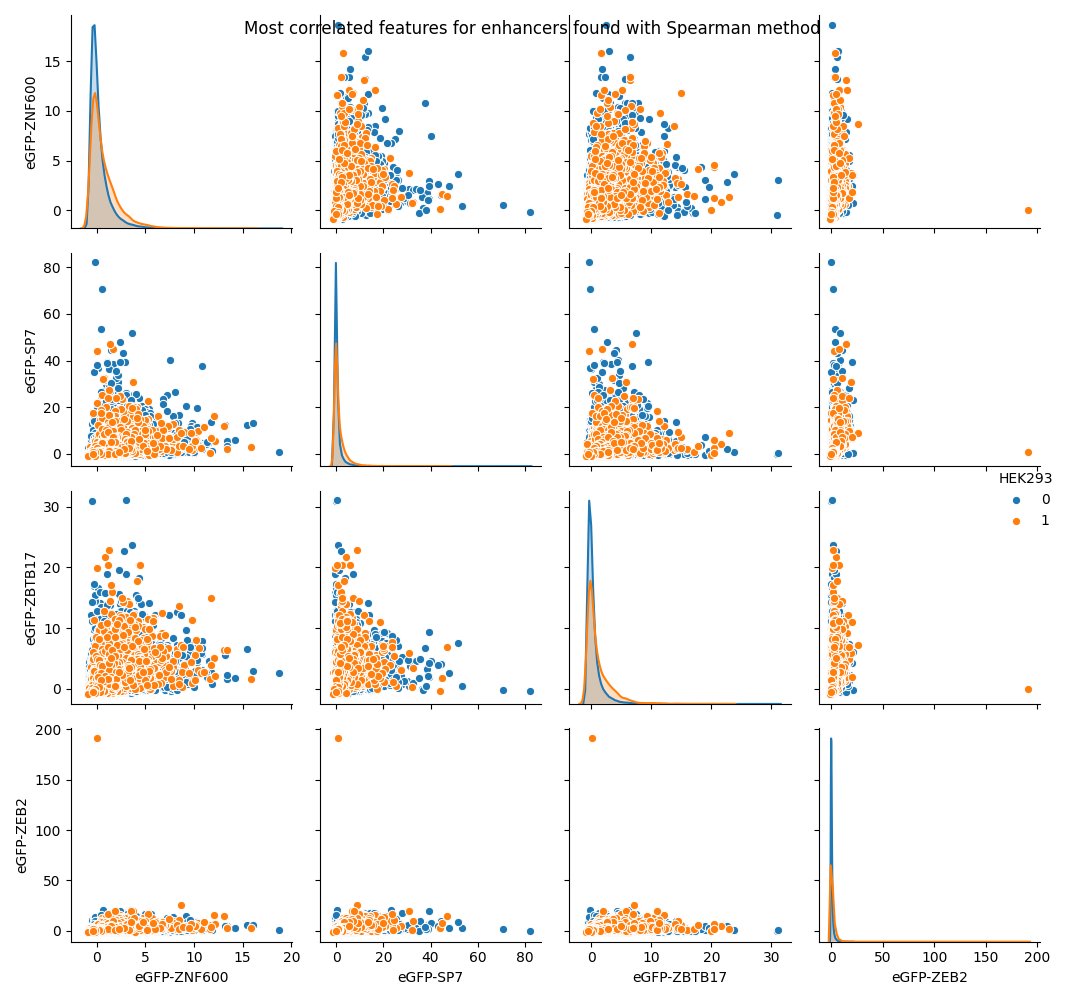 Most correlated features for enhancers found with Spearman method
eGFP-ZNF600
15
10
5
0
eGFP-SP7
80
60
40
20
0
HEK293
0
1
eGFP-ZBTB17
30
20
10
0
eGFP-ZEB2
200
150
100
50
0
0 5 10 15 20
0 20 40 60 80
0 10 20 30
0 50 100 150 200
eGFP-ZNF600
eGFP-SP7
eGFP-ZBTB17
eGFP-ZEB2